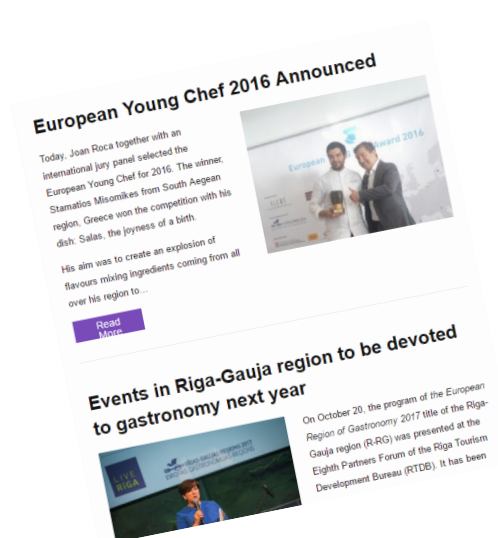 European Young Chef 2016 Announced
Today, Joan Roca together with an
international jury panel selected the
European Young Chef for 2016. The winner,
Stamatios Misomikes from South Aegean
region, Greece won the competition with his
dish: Salas, the joyness of a birth.
His aim was to create an explosion of
flavours mixing ingredients coming from all
over his region to...
Read
More
European
Award 2016
Events in Riga-Gauja region to be devoted
to gastronomy next year
LIVE
RIGA
On October 20, the program of the European
Region of Gastronomy 2017 title of the Riga-
Gauja region (R-RG) was presented at the
Eighth Partners Forum of the Riga Tourism
Development Bureau (RTDB). It has been